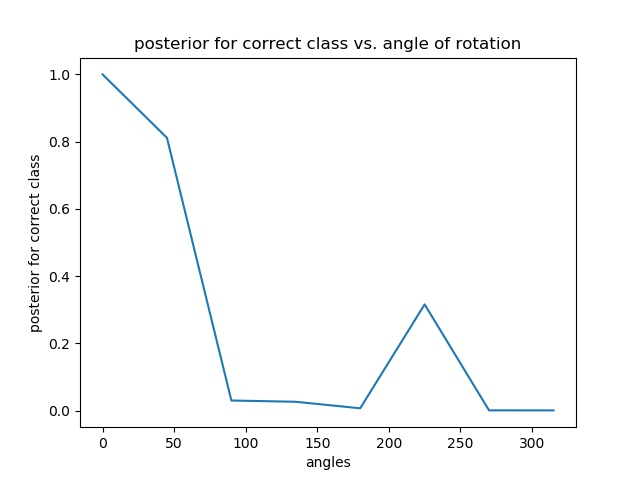 posterior for correct class vs. angle of rotation
1.0
0.8
0.6
0.4
0.2
0.0
posterior for correct class
0 50 100 150 200 250 300
angles